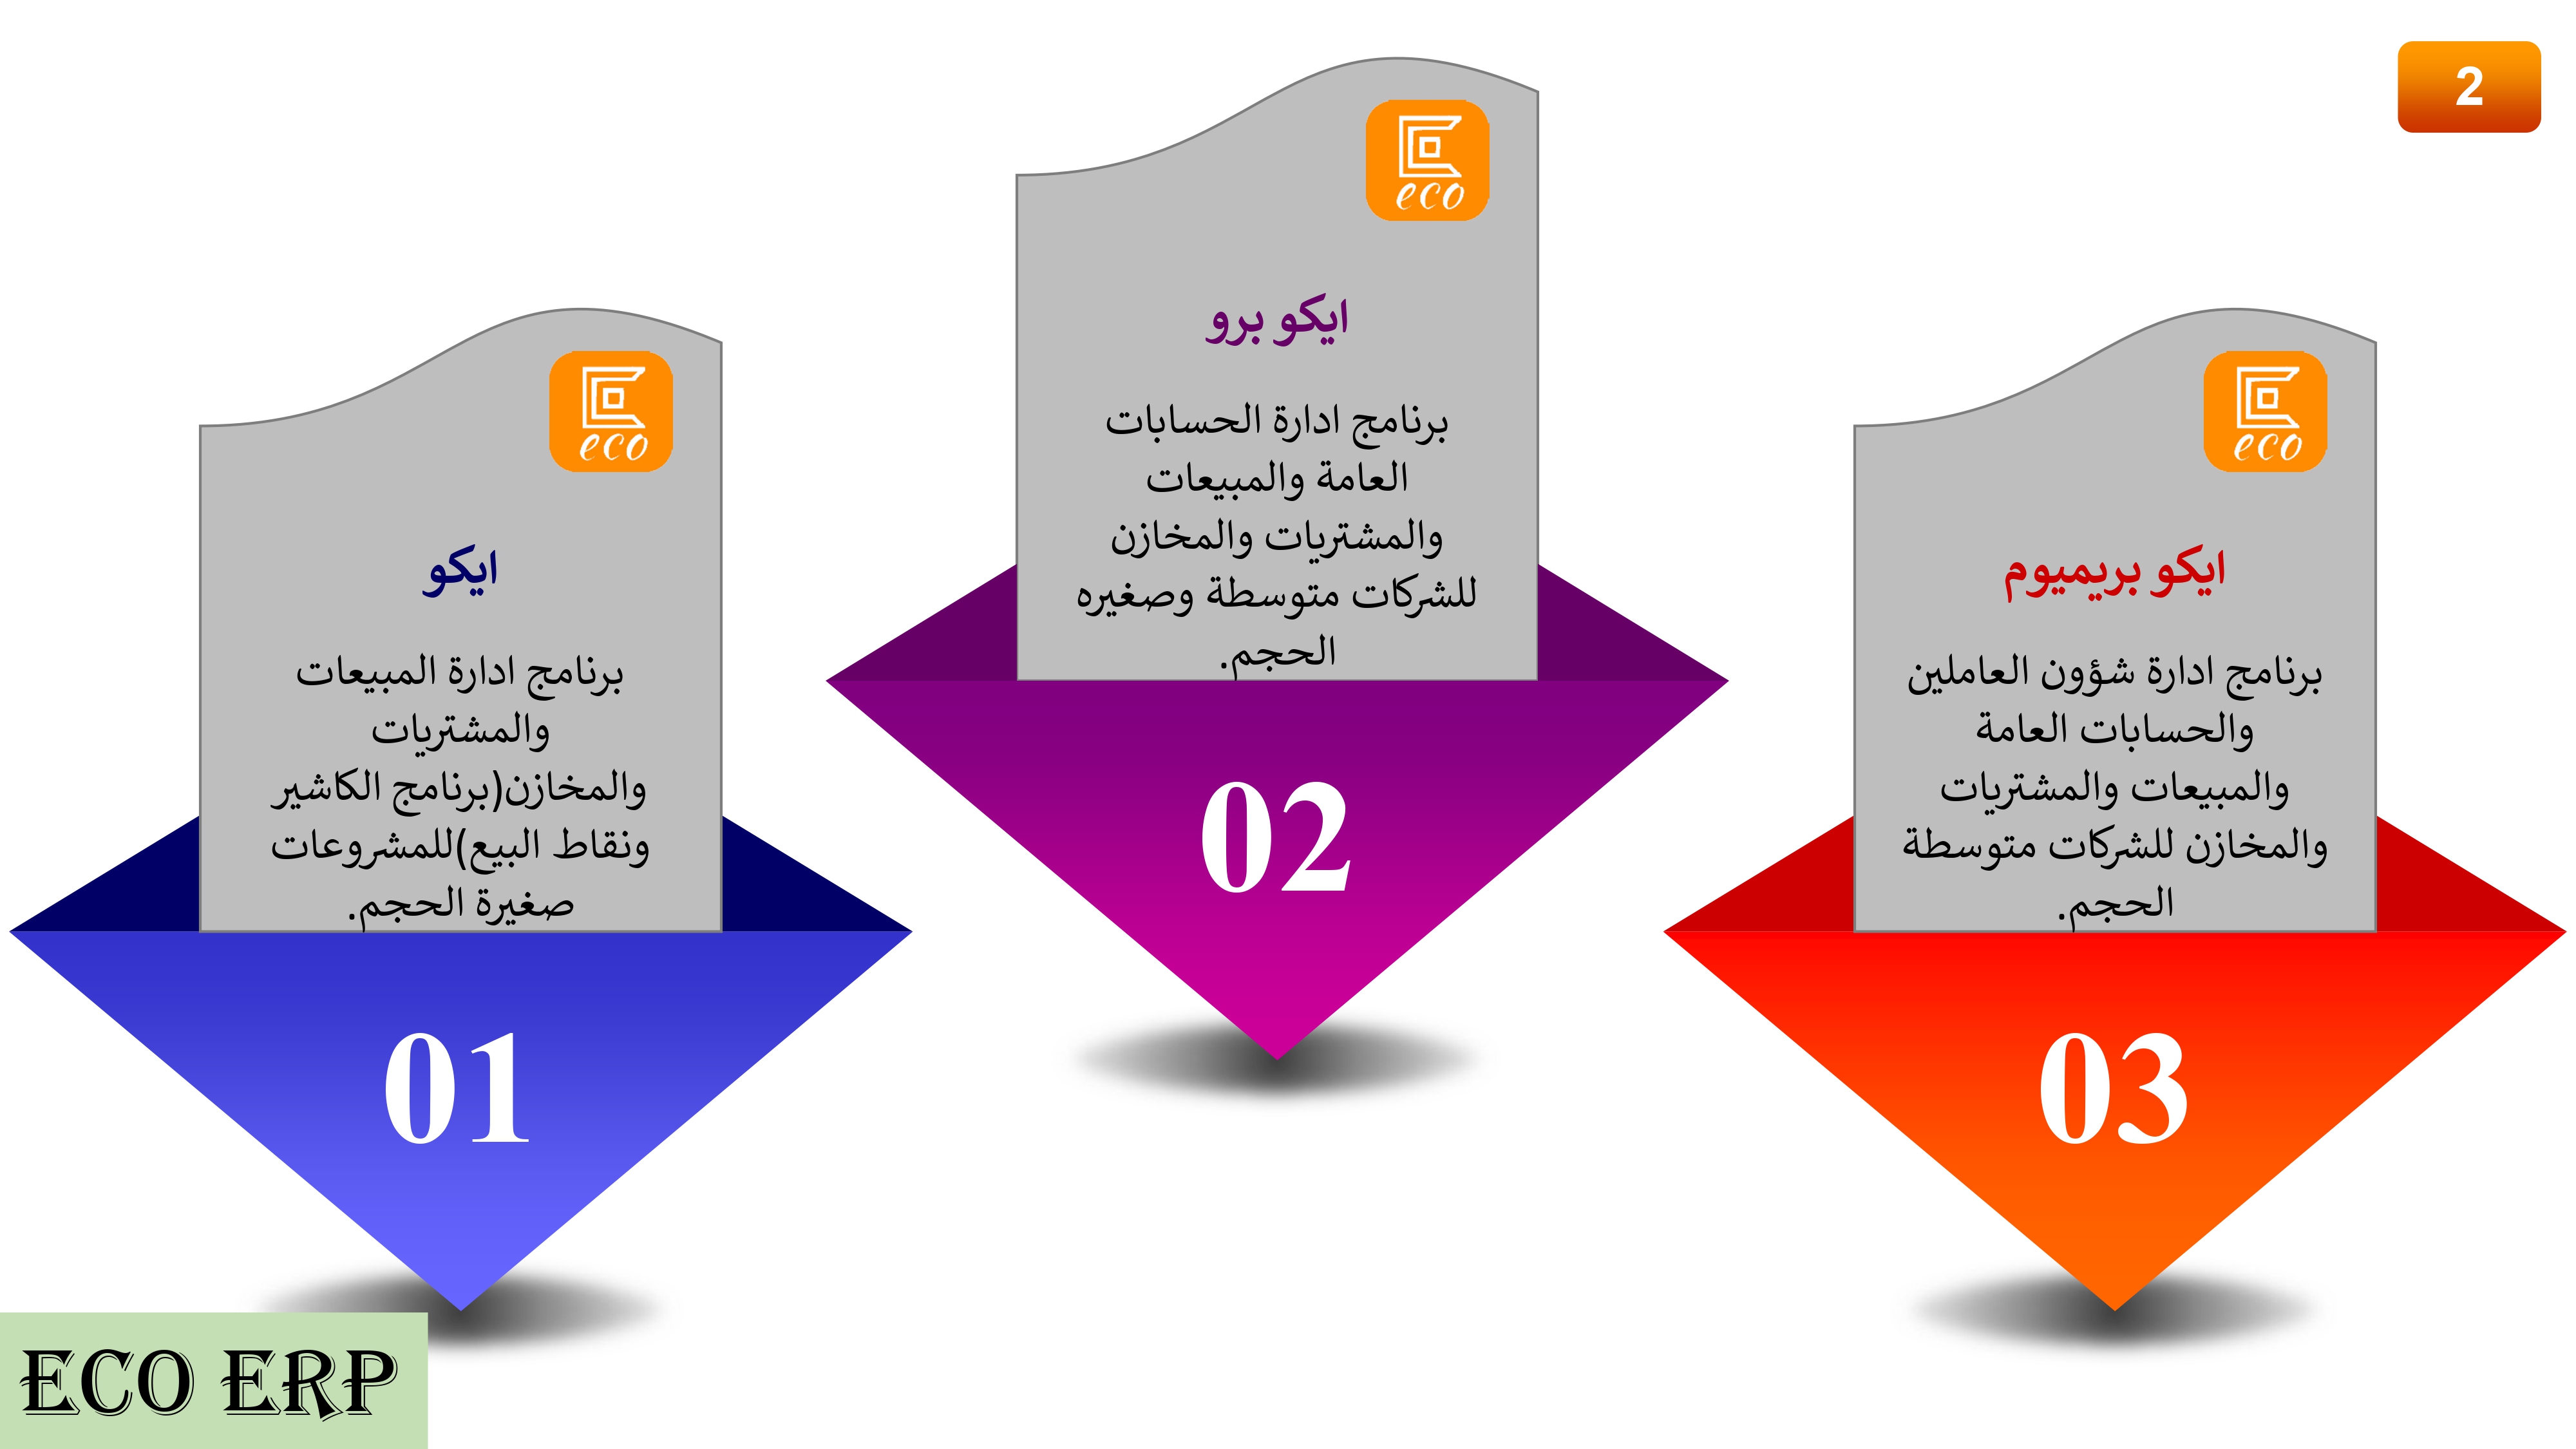 2
eco
ايكو
برنامج ادارة المبيعات
والمشتريات
والمخازن(برنامج الكاشير
ونقاط البيع)للمشروعات
صغيرة الحجم.
01
eco
ايكو برو
برنامج ادارة الحسابات
العامة والمبيعات
والمشتريات والمخازن
للشركات متوسطة وصغيره
الحجم.
02
eco
ايكو بريميوم
برنامج ادارة شؤون العاملين
والحسابات العامة
والمبيعات والمشتريات
والمخازن للشركات متوسطة
الحجم.
03
ECO ERP